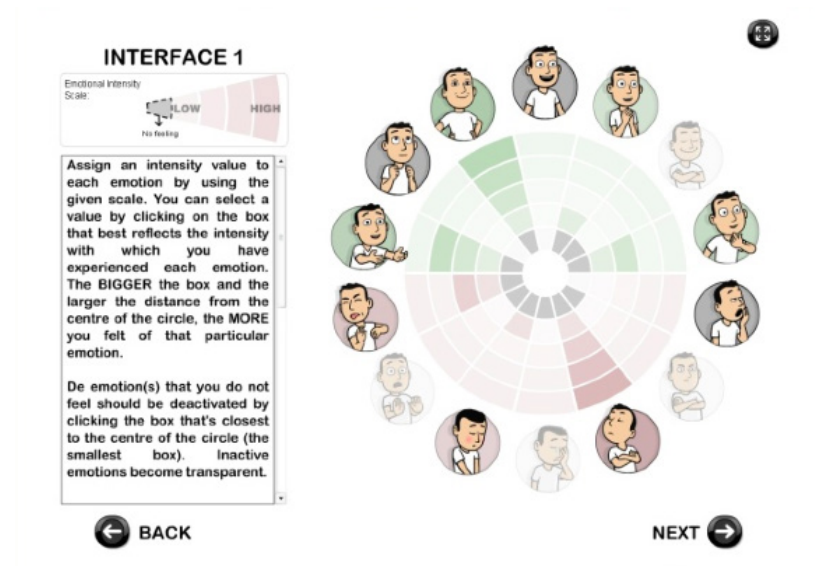 INTERFACE 1
Emotional Intensity
Scale:
LOW
HIGH
No feeling
Assign an intensity value to
each emotion by using the
given scale. You can select a
value by clicking on the box
that best reflects the intensity
with which you have
experienced each emotion.
The BIGGER the box and the
larger the distance from the
centre of the circle, the MORE
you felt of that particular
emotion.
De emotion(s) that you do not
feel should be deactivated by
clicking the box that's closest
to the centre of the circle (the
smallest box). Inactive
emotions become transparent.
BACK
NEXT